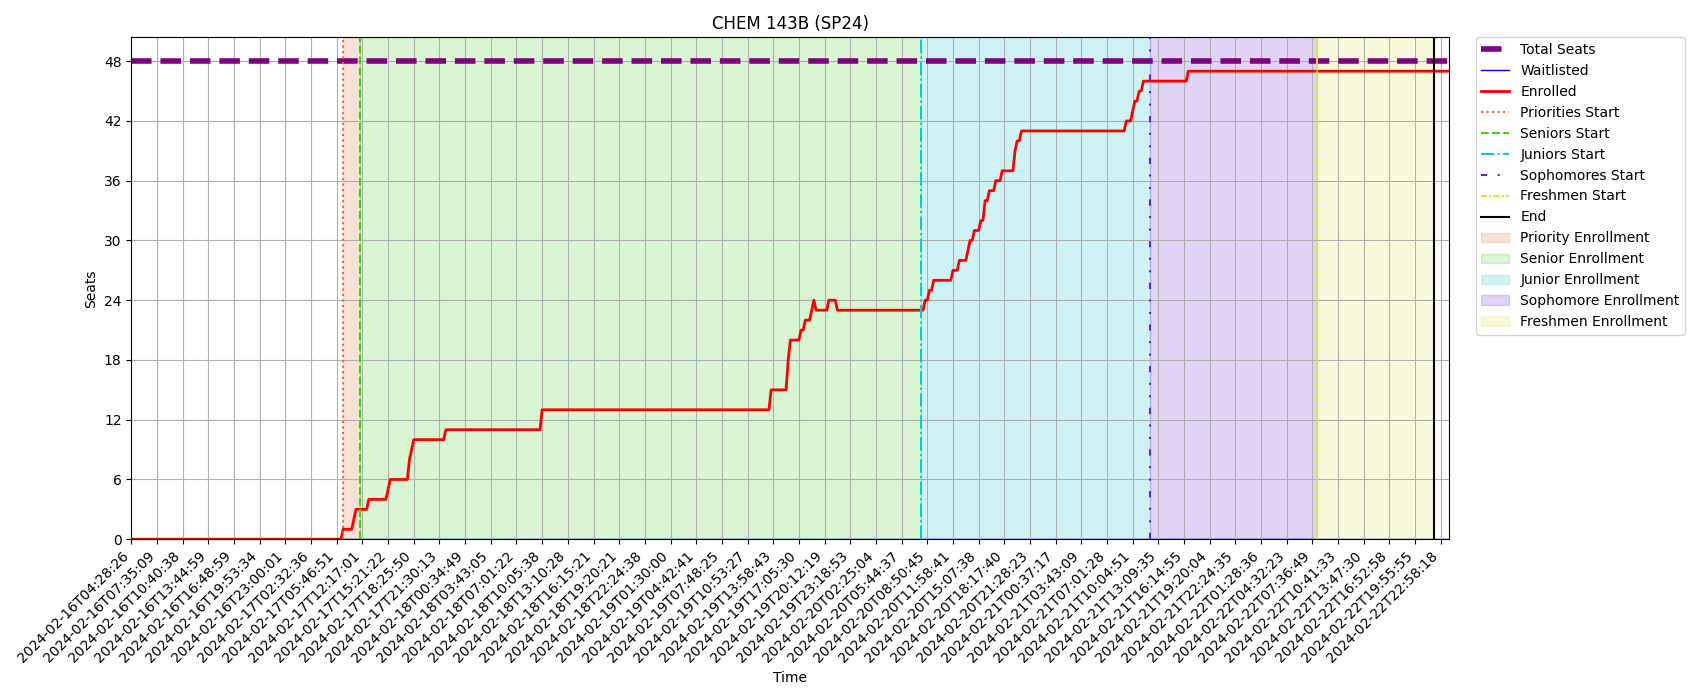 CHEM 143B (SP24)
Total Seats
Waitlisted
Enrolled
Priorities Start
Seniors Start
Juniors Start
Sophomores Start
Freshmen Start
End
Priority Enrollment
Senior Enrollment
Junior Enrollment
Sophomore Enrollment
Freshmen Enrollment
Seats
48
42
36
30
24
18
12
6
0
2024-02-16T04:28:26
2024-02-16T07:35:09
2024-02-16T10:40:38
2024-02-16T13:44:59
2024-02-16T16:48:59
2024-02-16T19:53:34
2024-02-16T23:00:01
2024-02-17T02:32:36
2024-02-17T05:46:51
2024-02-17T12:17:01
2024-02-17T15:21:22
2024-02-17T18:25:50
2024-02-17T21:30:13
2024-02-18T00:34:49
2024-02-18T03:43:05
2024-02-18T07:01:22
2024-02-18T10:05:38
2024-02-18T13:10:28
2024-02-18T16:15:21
2024-02-18T19:20:21
2024-02-18T22:24:38
2024-02-19T01:30:00
2024-02-19T04:42:41
2024-02-19T07:48:25
2024-02-19T10:53:27
2024-02-19T13:58:43
2024-02-19T17:05:30
2024-02-19T20:12:19
2024-02-19T23:18:53
2024-02-20T02:25:04
2024-02-20T05:44:37
2024-02-20T08:50:45
2024-02-20T11:58:41
2024-02-20T15:07:38
2024-02-20T18:17:40
2024-02-20T21:28:23
2024-02-21T00:37:17
2024-02-21T03:43:09
2024-02-21T07:01:28
2024-02-21T10:04:51
2024-02-21T13:09:35
2024-02-21T16:14:55
2024-02-21T19:20:04
2024-02-21T22:24:35
2024-02-22T01:28:36
2024-02-22T04:32:23
2024-02-22T07:36:49
2024-02-22T10:41:33
2024-02-22T13:47:30
2024-02-22T16:52:58
2024-02-22T19:55:55
2024-02-22T22:58:18
Time